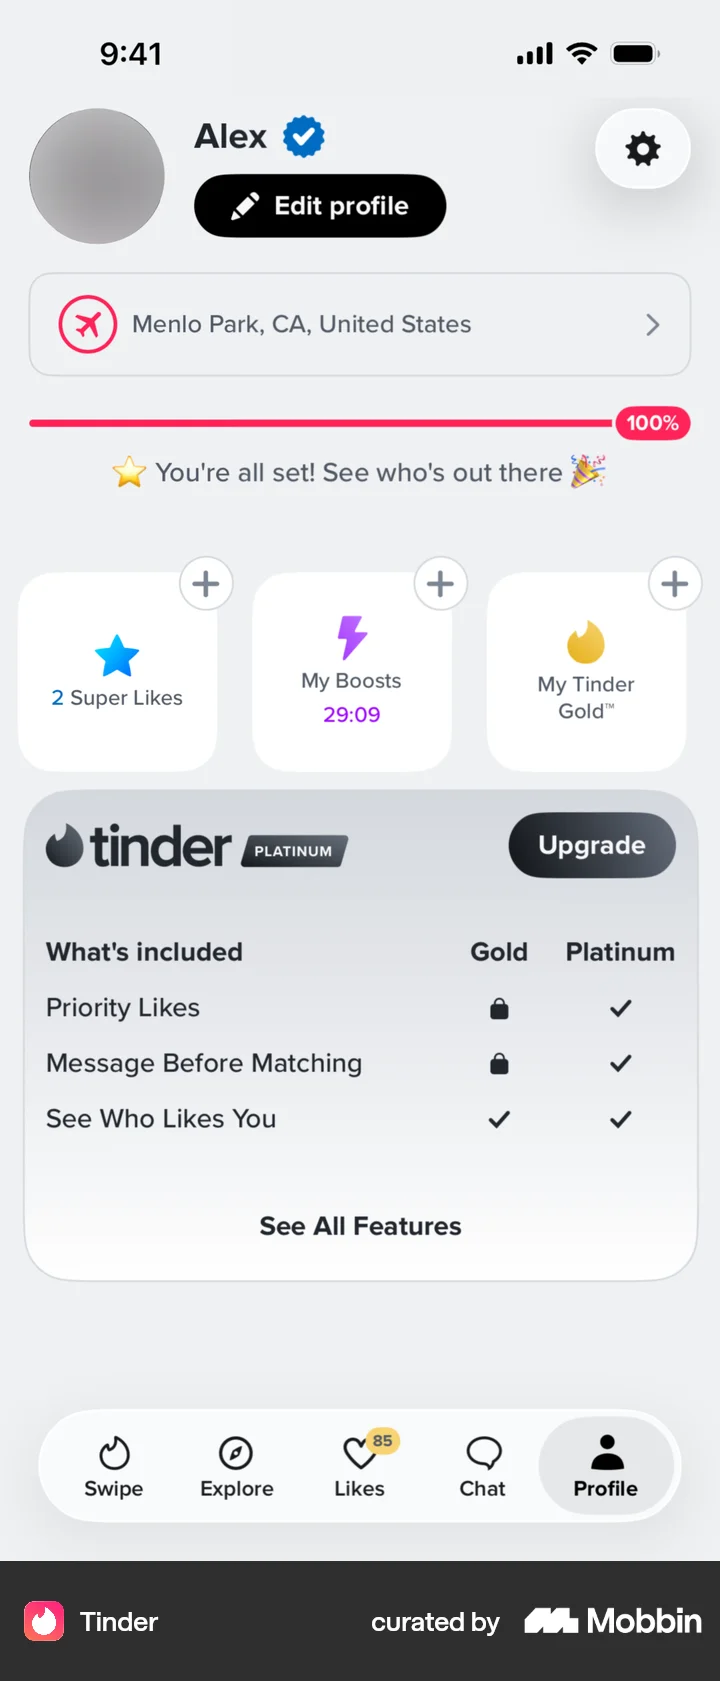 9:41
Alex
Edit profile
Menlo Park, CA, United States
100%
⭐ You're all set! See who's out there 🎉
2 Super Likes
My Boosts
29:09
My Tinder
Gold™
tinder PLATINUM
Upgrade
What's included Gold Platinum
Priority Likes
Message Before Matching
See Who Likes You
See All Features
85
Swipe Explore Likes Chat Profile
Tinder curated by Mobbin